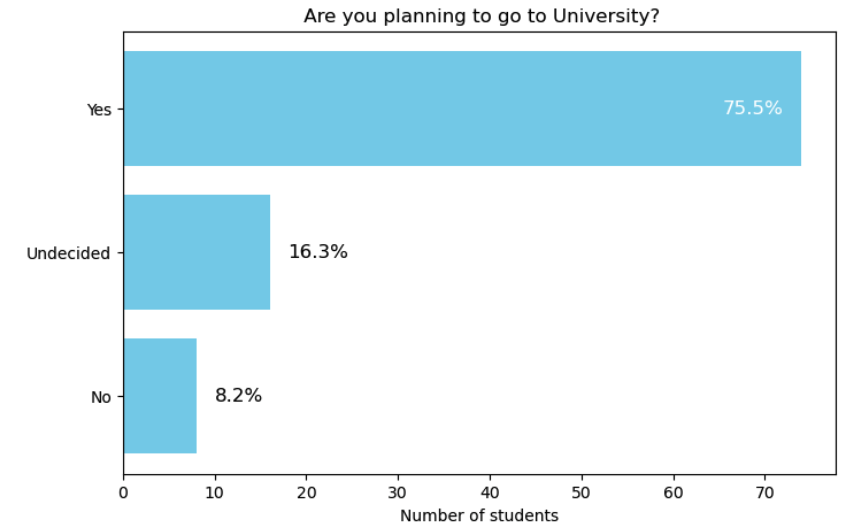 Are you planning to go to University?
Yes
75.5%
Undecided
16.3%
No
8.2%
0 10 20 30 40 50 60 70
Number of students